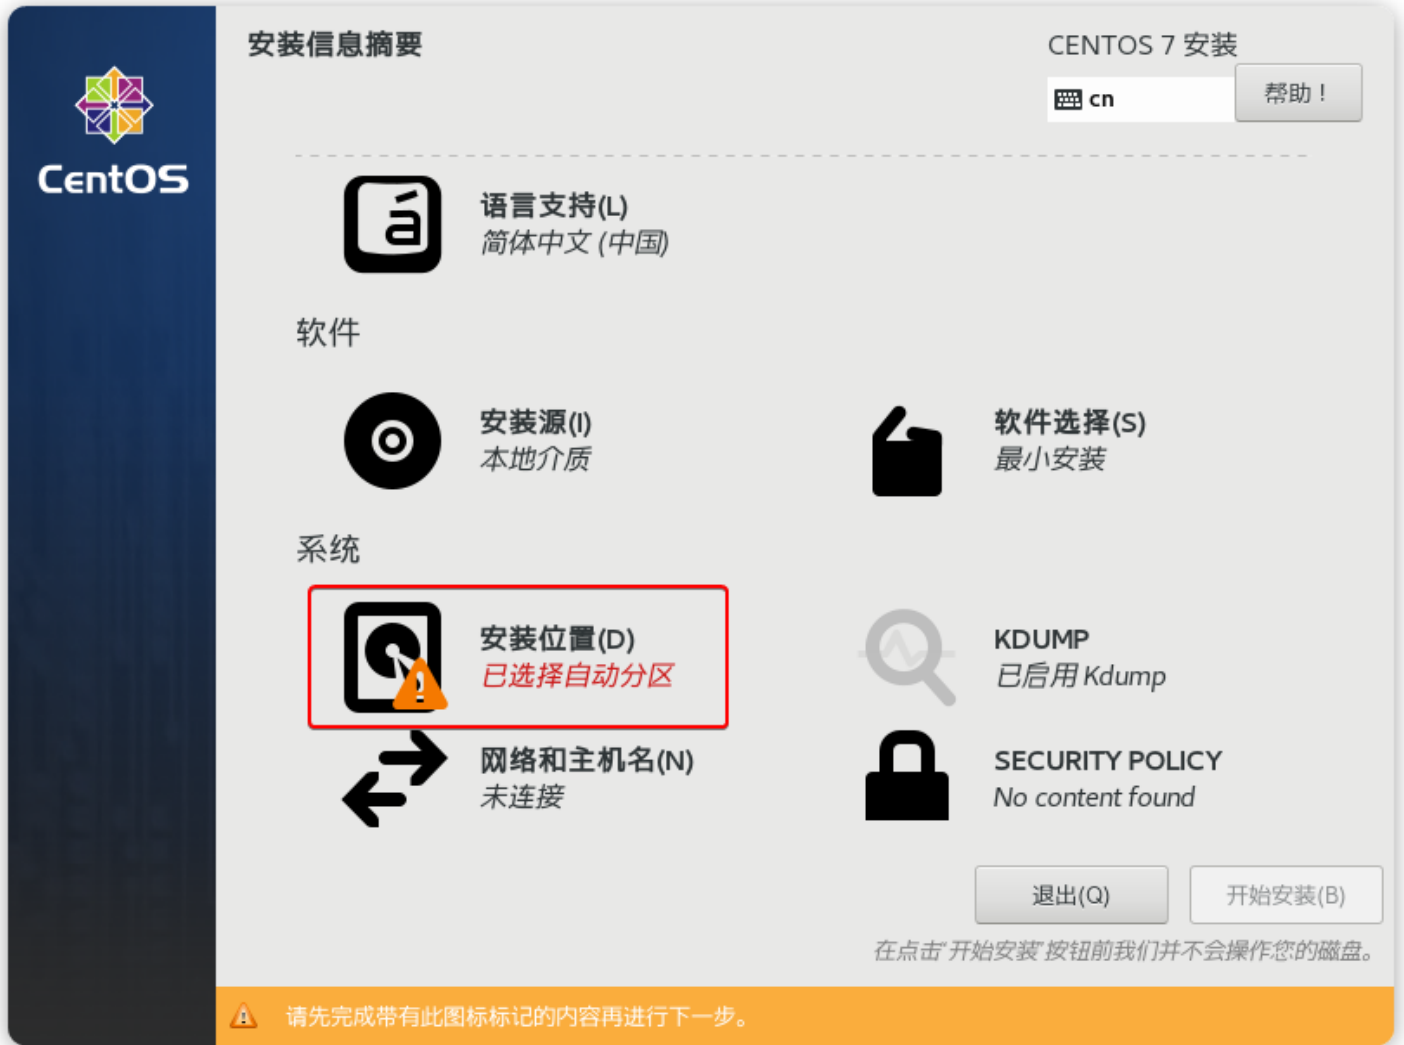 安装信息摘要
CENTOS 7 安装
cn
帮助！
CentOS
á
语言支持(L)
简体中文 (中国)
软件
安装源(I)
本地介质
软件选择(S)
最小安装
系统
安装位置(D)
已选择自动分区
KDUMP
已启用 Kdump
网络和主机名(N)
未连接
SECURITY POLICY
No content found
退出(Q)
开始安装(B)
在点击“开始安装”按钮前我们并不会操作您的磁盘。
请先完成带有此图标标记的内容再进行下一步。